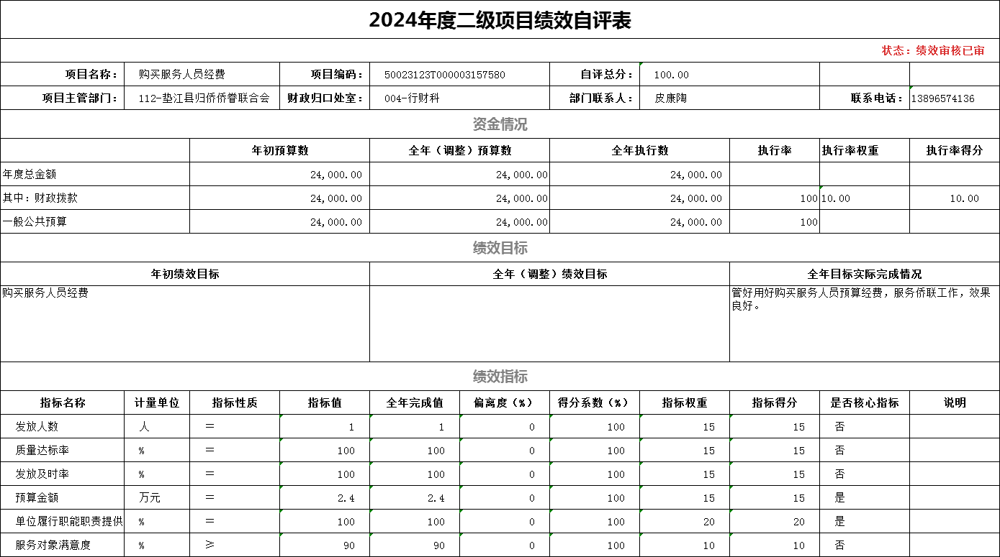 2024年度二级项目绩效自评表
状态：绩效审核已审
项目名称： 购买服务人员经费 项目编码： 50023123T000003157580 自评总分： 100.00
项目主管部门： 112-垫江县归侨侨眷联合会 财政归口处室： 004-行财科 部门联系人： 皮康陶 联系电话： 13896574136
资金情况
年初预算数 全年（调整）预算数 全年执行数 执行率 执行率权重 执行率得分
年度总金额 24,000.00 24,000.00 24,000.00
其中：财政拨款 24,000.00 24,000.00 24,000.00 100 10.00 10.00
一般公共预算 24,000.00 24,000.00 24,000.00 100
绩效目标
年初绩效目标 全年（调整）绩效目标 全年目标实际完成情况
购买服务人员经费 管好用好购买服务人员预算经费，服务侨联工作，效果
良好。
绩效指标
指标名称 计量单位 指标性质 指标值 全年完成值 偏离度（%） 得分系数（%） 指标权重 指标得分 是否核心指标 说明
发放人数 人 ＝ 1 1 0 100 15 15 否
质量达标率 % ＝ 100 100 0 100 15 15 否
发放及时率 % ＝ 100 100 0 100 15 15 否
预算金额 万元 ＝ 2.4 2.4 0 100 15 15 是
单位履行职能职责提供 % ＝ 100 100 0 100 20 20 是
服务对象满意度 % ≥ 90 90 0 100 10 10 否